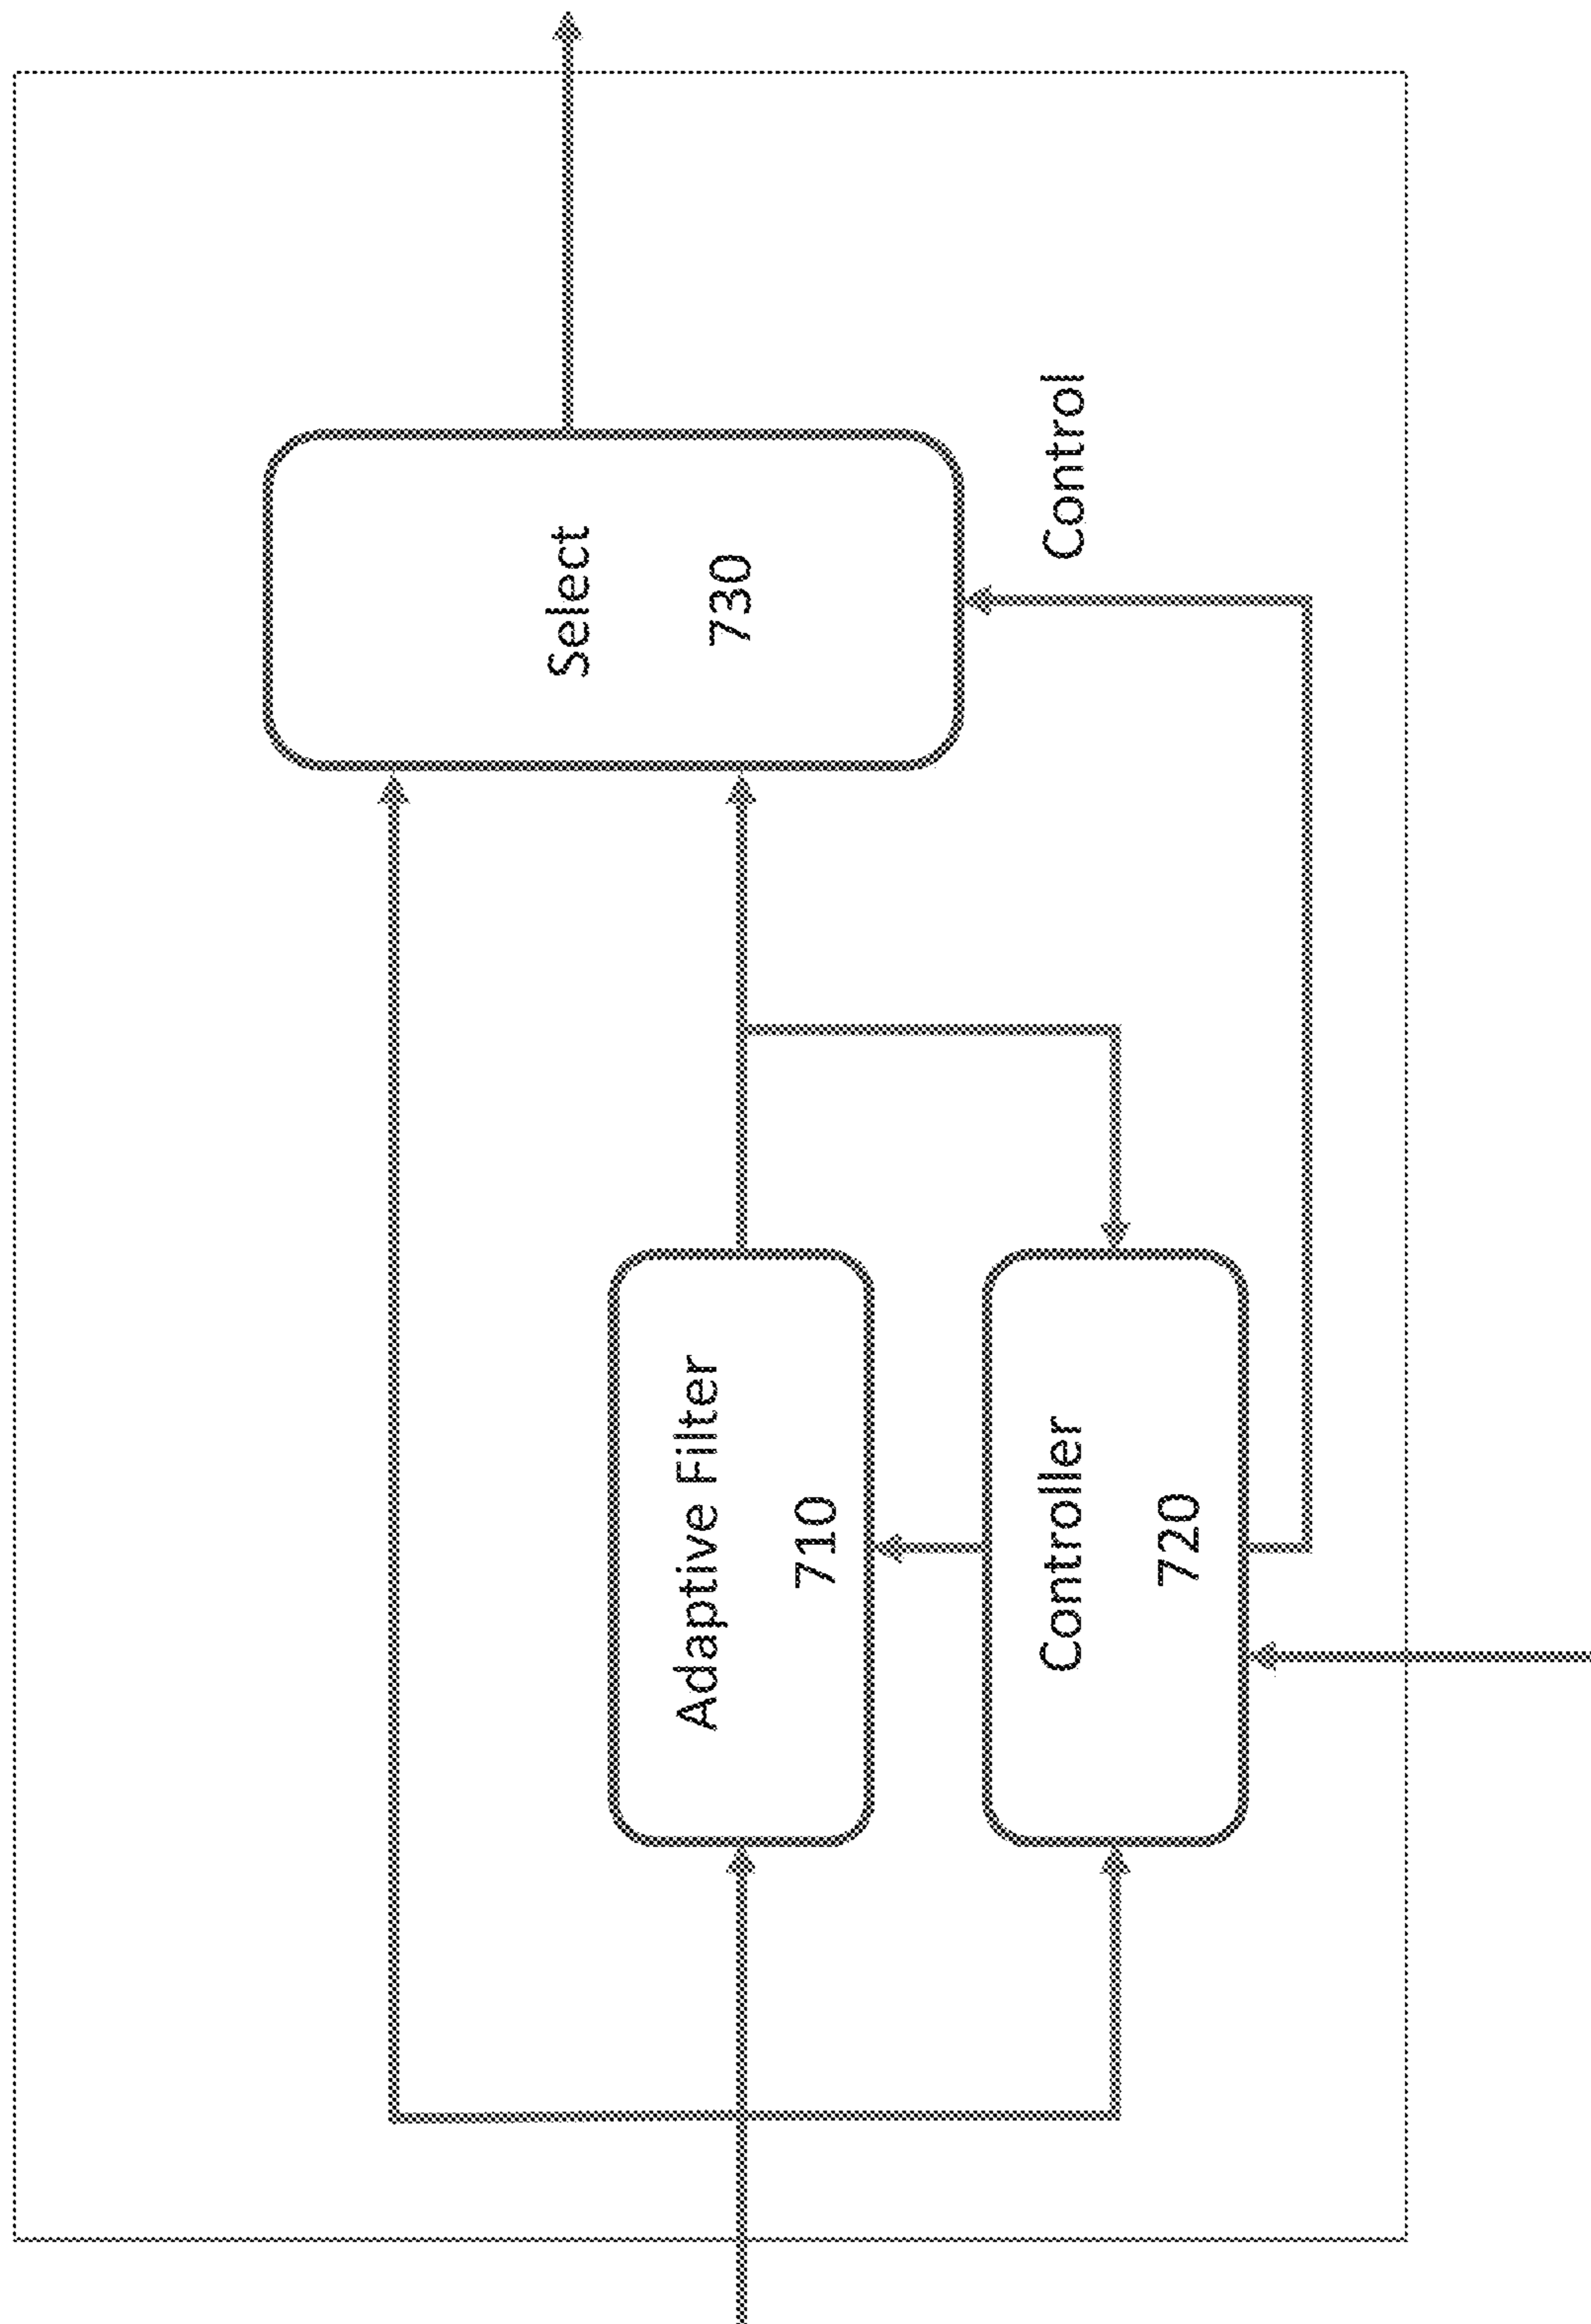 Adaptive Filter
710
Controller
720
Select
730
Control